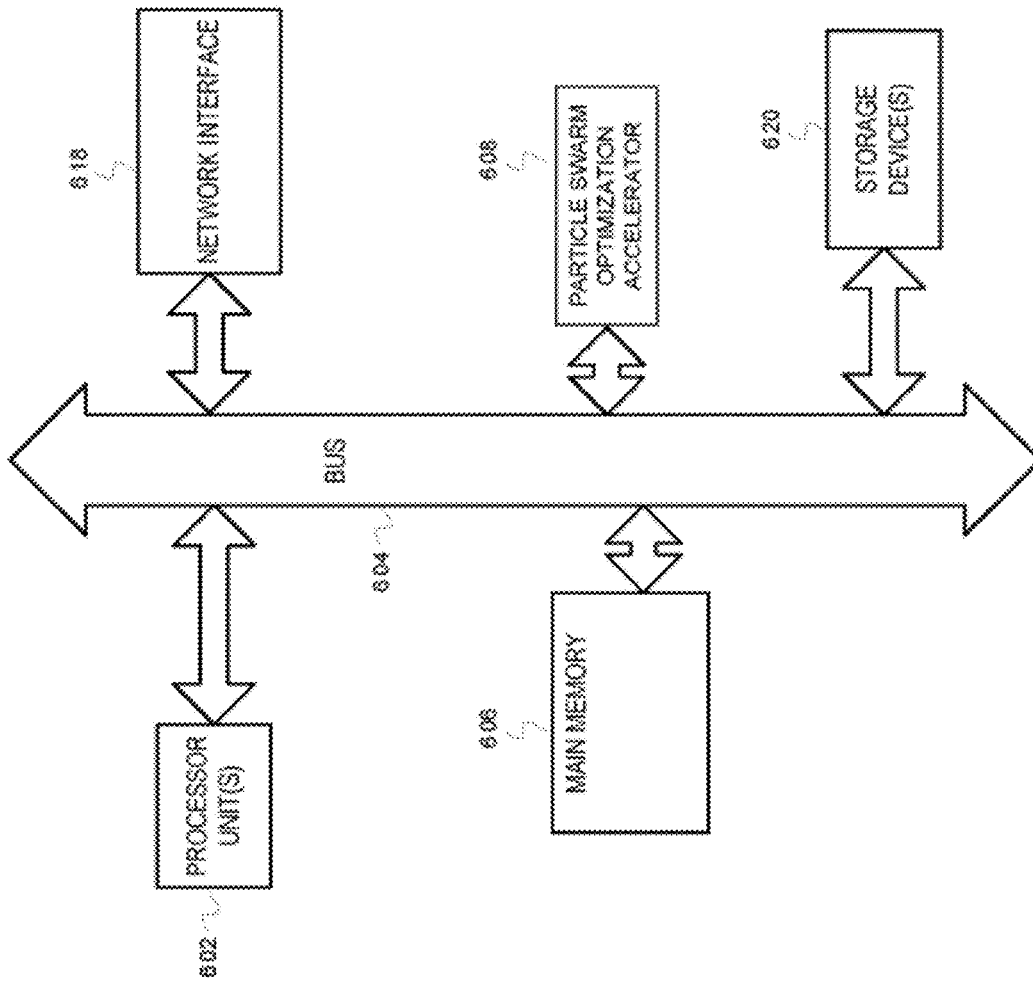 602
PROCESSOR
UNIT(S)
606
MAIN MEMORY
604
BUS
620
STORAGE
DEVICE(S)
608
PARTICLE SWARM
OPTIMIZATION
ACCELERATOR
618
NETWORK INTERFACE